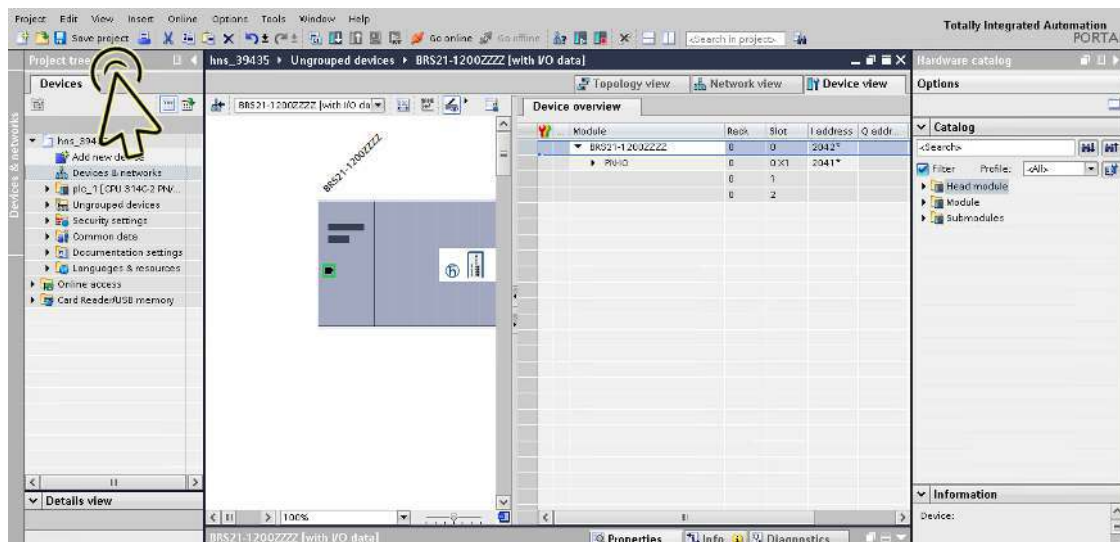 Project Edit View Insert Online Options Tools Window Help
Totally Integrated Automation
PORTAL
Save project
Go online
Go offline
<Search in project>
Project tree
hns_39435 ▸ Ungrouped devices ▸ BRS21-1200ZZZZ [with I/O data]
Hardware catalog
Devices
Topology view
Network view
Device view
Options
BRS21-1200ZZZZ [with I/O da
Device overview
Module Rack Slot I address Q addr...
BRS21-1200ZZZZ 0 0 2042*
PN-IO 0 0 X1 2041*
0 1
0 2
BRS21-1200ZZZZ
Devices & networks
Add new
Devices & networks
plc_1 [CPU 314C-2 PN/...
Ungrouped devices
Security settings
Common data
Documentation settings
Languages & resources
Online access
Card Reader/USB memory
Details view
100%
Catalog
<Search>
Filter Profile: <All>
Head module
Module
Submodules
Information
Device:
BRS21-1200ZZZZ [with I/O data]
Properties
Info
Diagnostics